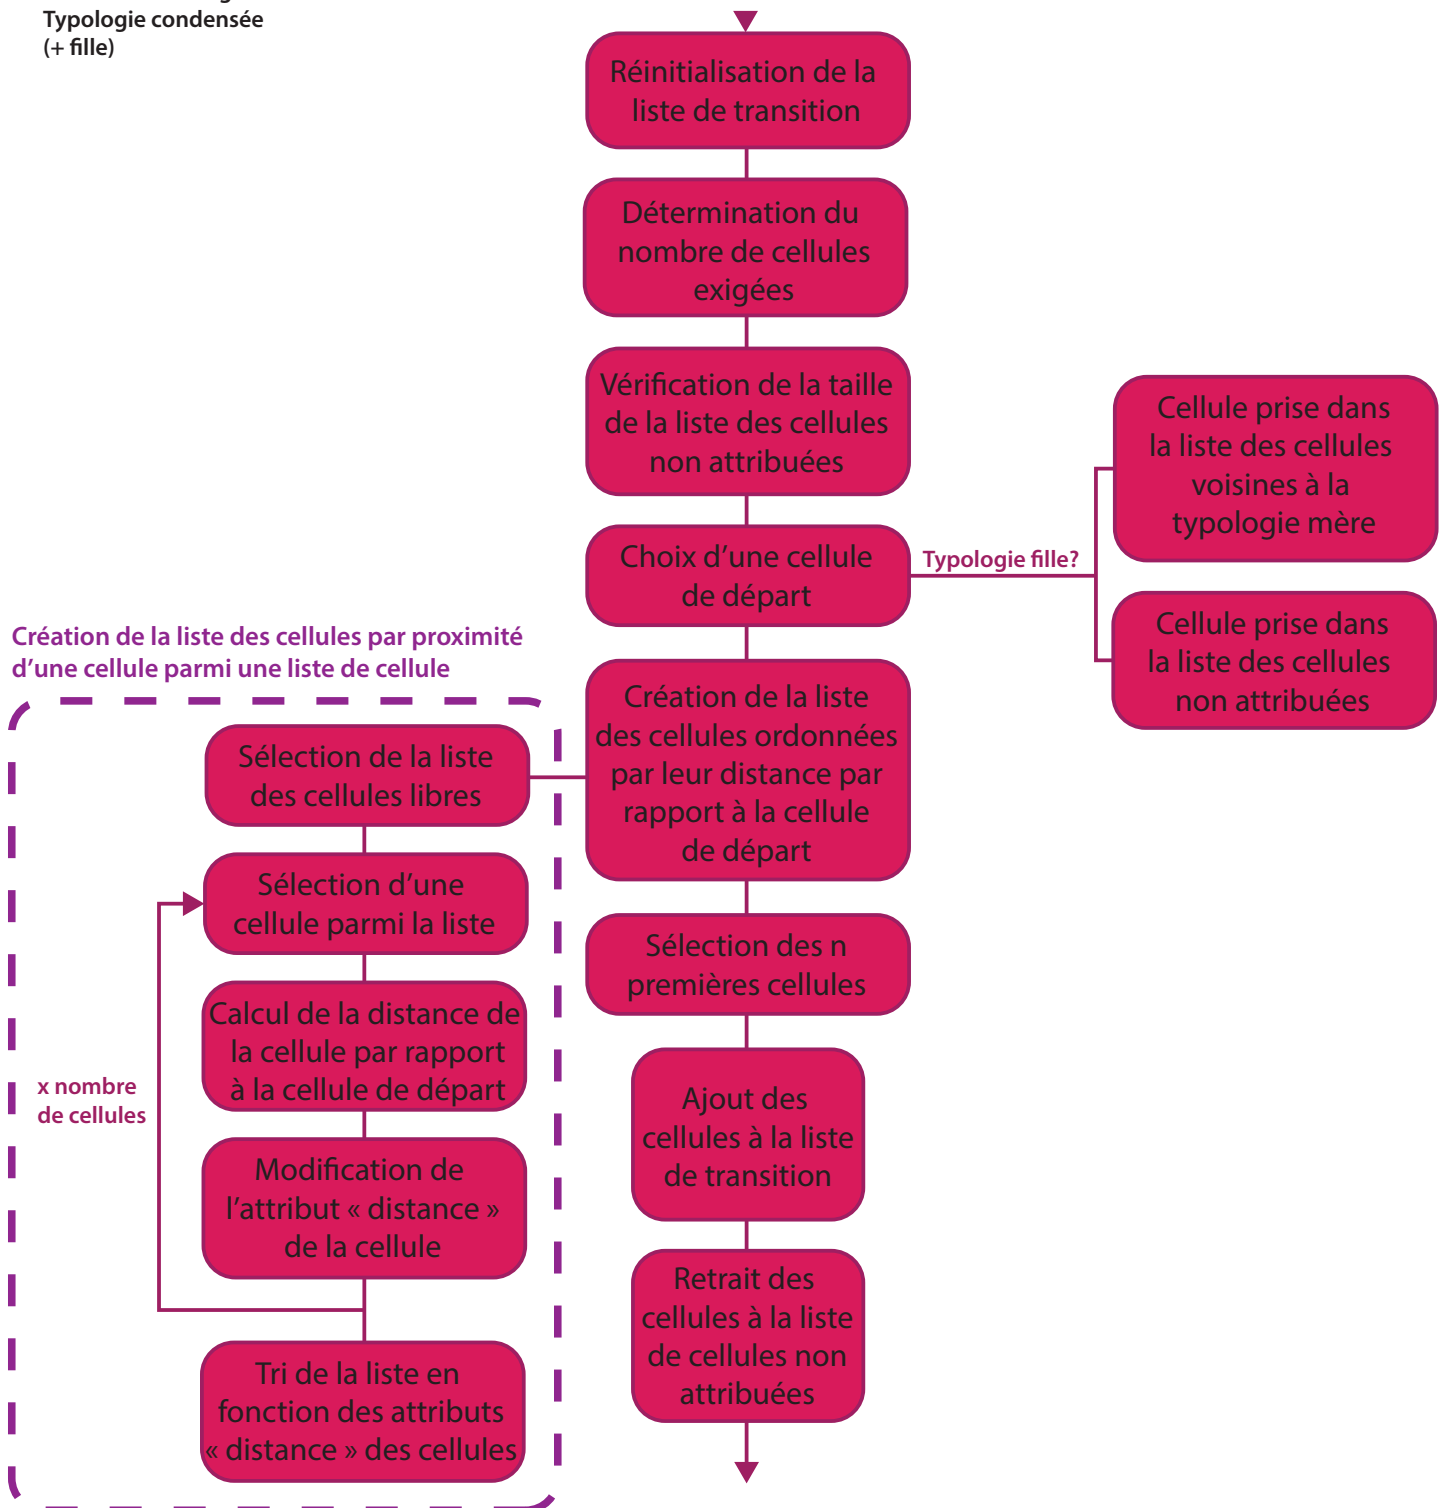 Typologie condensée
(+ fille)
Réinitialisation de la
liste de transition
Détermination du
nombre de cellules
exigées
Vérification de la taille
de la liste des cellules
non attribuées
Choix d'une cellule
de départ
Typologie fille?
Cellule prise dans
la liste des cellules
voisines à la
typologie mère
Cellule prise dans
la liste des cellules
non attribuées
Création de la liste
des cellules ordonnées
par leur distance par
rapport à la cellule
de départ
Création de la liste des cellules par proximité
d'une cellule parmi une liste de cellule
Sélection de la liste
des cellules libres
Sélection d'une
cellule parmi la liste
Calcul de la distance de
la cellule par rapport
à la cellule de départ
x nombre
de cellules
Modification de
l'attribut « distance »
de la cellule
Tri de la liste en
fonction des attributs
« distance » des cellules
Sélection des n
premières cellules
Ajout des
cellules à la liste
de transition
Retrait des
cellules à la liste
de cellules non
attribuées